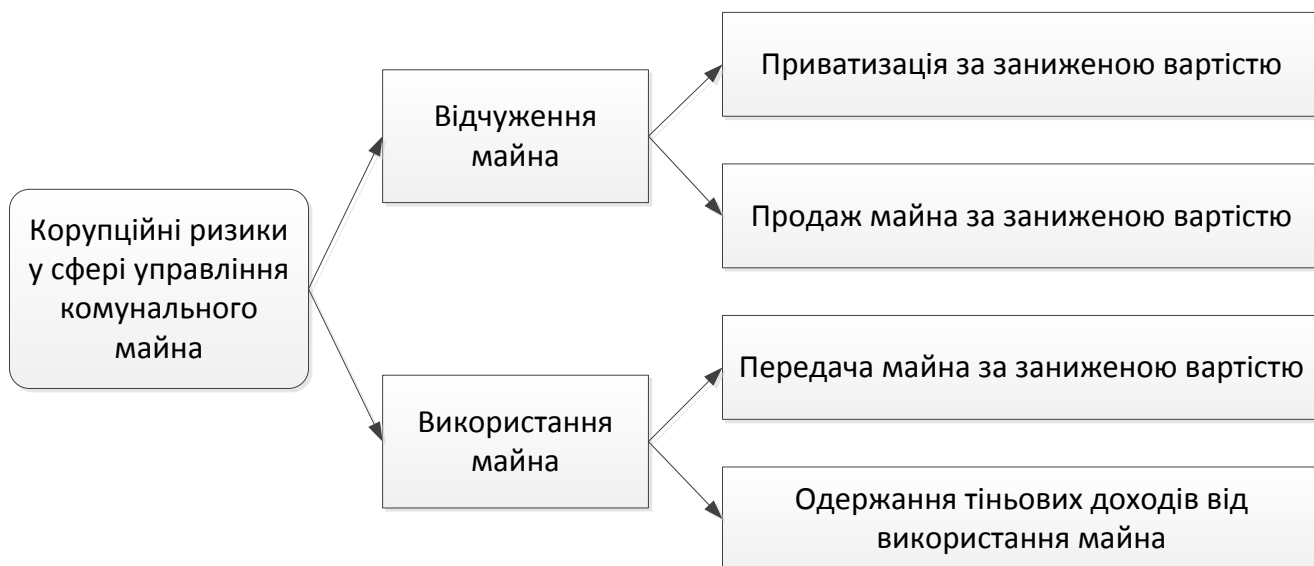 Корупційні ризики
у сфері управління
комунального
майна
Відчуження
майна
Використання
майна
Приватизація за заниженою вартістю
Продаж майна за заниженою вартістю
Передача майна за заниженою вартістю
Одержання тіньових доходів від
використання майна